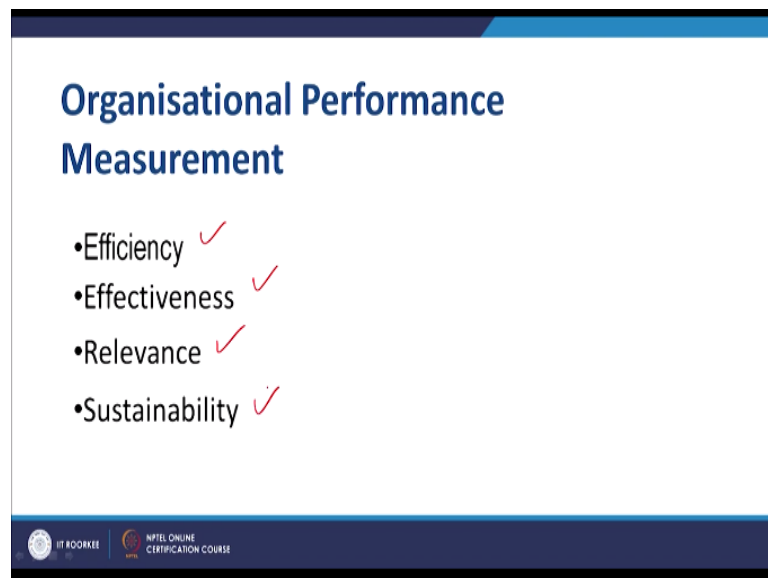 Organisational Performance
Measurement
•Efficiency
•Effectiveness
•Relevance
•Sustainability
IIT ROORKEE
NPTEL ONLINE
CERTIFICATION COURSE